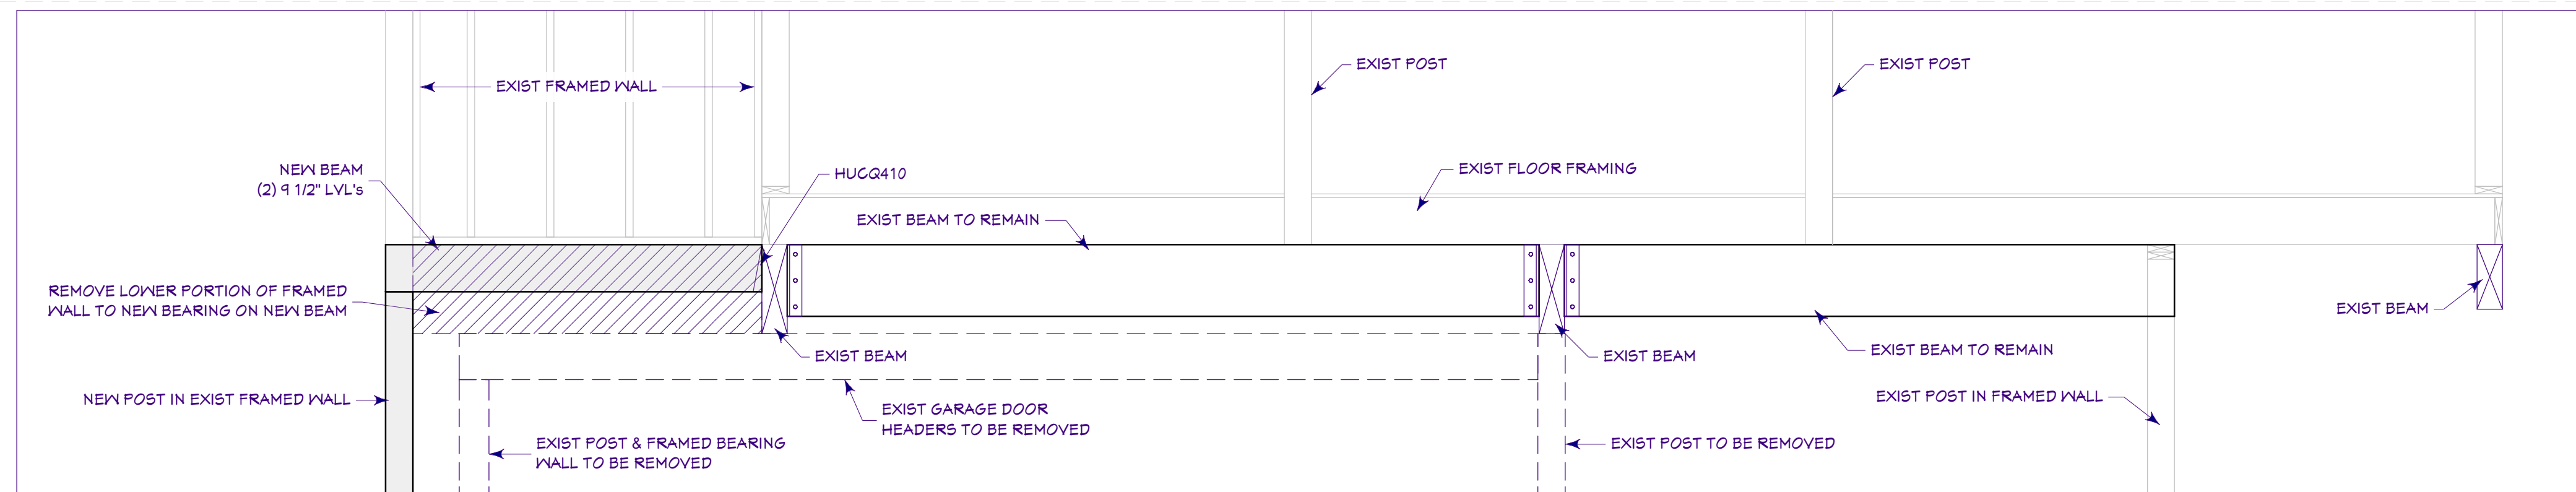 EXIST POST
EXIST POST
EXIST FRAMED WALL
NEW BEAM
(2) 9 1/2" LVL's
HUCQ410
EXIST FLOOR FRAMING
EXIST BEAM TO REMAIN
REMOVE LOWER PORTION OF FRAMED
WALL TO NEW BEARING ON NEW BEAM
EXIST BEAM
EXIST BEAM
EXIST BEAM
EXIST BEAM TO REMAIN
NEW POST IN EXIST FRAMED WALL
EXIST POST IN FRAMED WALL
EXIST GARAGE DOOR
HEADERS TO BE REMOVED
EXIST POST & FRAMED BEARING
WALL TO BE REMOVED
EXIST POST TO BE REMOVED